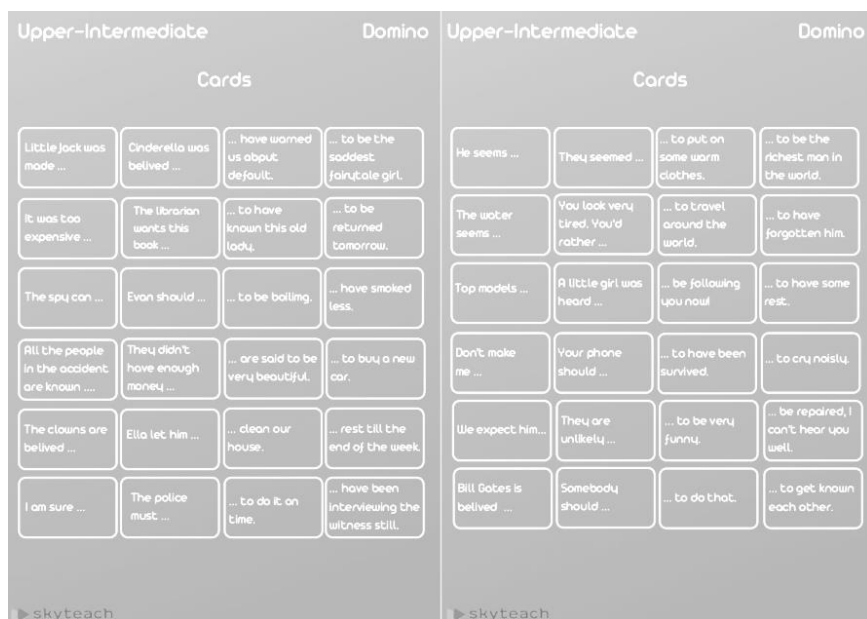 Upper-Intermediate Domino
Cards
Little Jack was
made ...
Cinderella was
belived ...
... have warned
us abput
default.
... to be the
saddest
fairytale girl.
It was too
expensive ...
The librarian
wants this
book ...
... to have
known this old
lady.
... to be
returned
tomorrow.
The spy can ...
Evan should ...
... to be boilimg.
... have smoked
less.
All the people
in the accident
are known ....
They didn't
have enough
money ...
... are said to be
very beautiful.
... to buy a new
car.
The clowns are
belived ...
Ella let him ...
... clean our
house.
... rest till the
end of the week.
I am sure ...
The police
must ...
... to do it on
time.
... have been
interviewing the
witness still.
skyteach
Upper-Intermediate Domino
Cards
He seems ...
They seemed ...
... to put on
some warm
clothes.
... to be the
richest man in
the world.
The water
seems ...
You look very
tired. You'd
rather ...
... to travel
around the
world.
... to have
forgotten him.
Top models ...
A little girl was
heard ...
... be following
you now!
... to have some
rest.
Don't make
me ...
Your phone
should ...
... to have been
survived.
... to cry noisly.
We expect him...
They are
unlikely ...
... to be very
funny.
... be repaired, I
can't hear you
well.
Bill Gates is
belived ...
Somebody
should ...
... to do that.
... to get known
each other.
skyteach